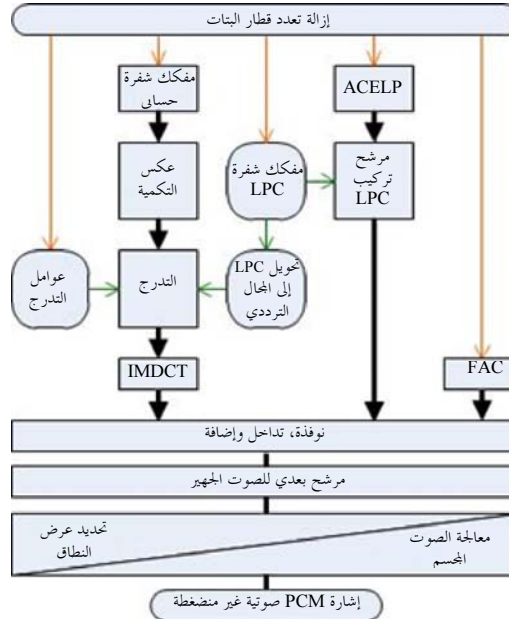 إزالة تعدد قطار البتات
مفكك شفرة
حسابي
ACELP
عكس
التكمية
مفكك شفرة
LPC
مرشح
تركيب
LPC
عوامل
التدرج
التدرج
تحويل LPC
إلى المجال
الترددي
IMDCT
FAC
نوفذة، تداخل وإضافة
مرشح بعدي للصوت الجهير
تحديد عرض
النطاق
معالجة الصوت
المجسم
إشارة PCM صوتية غير منضغطة